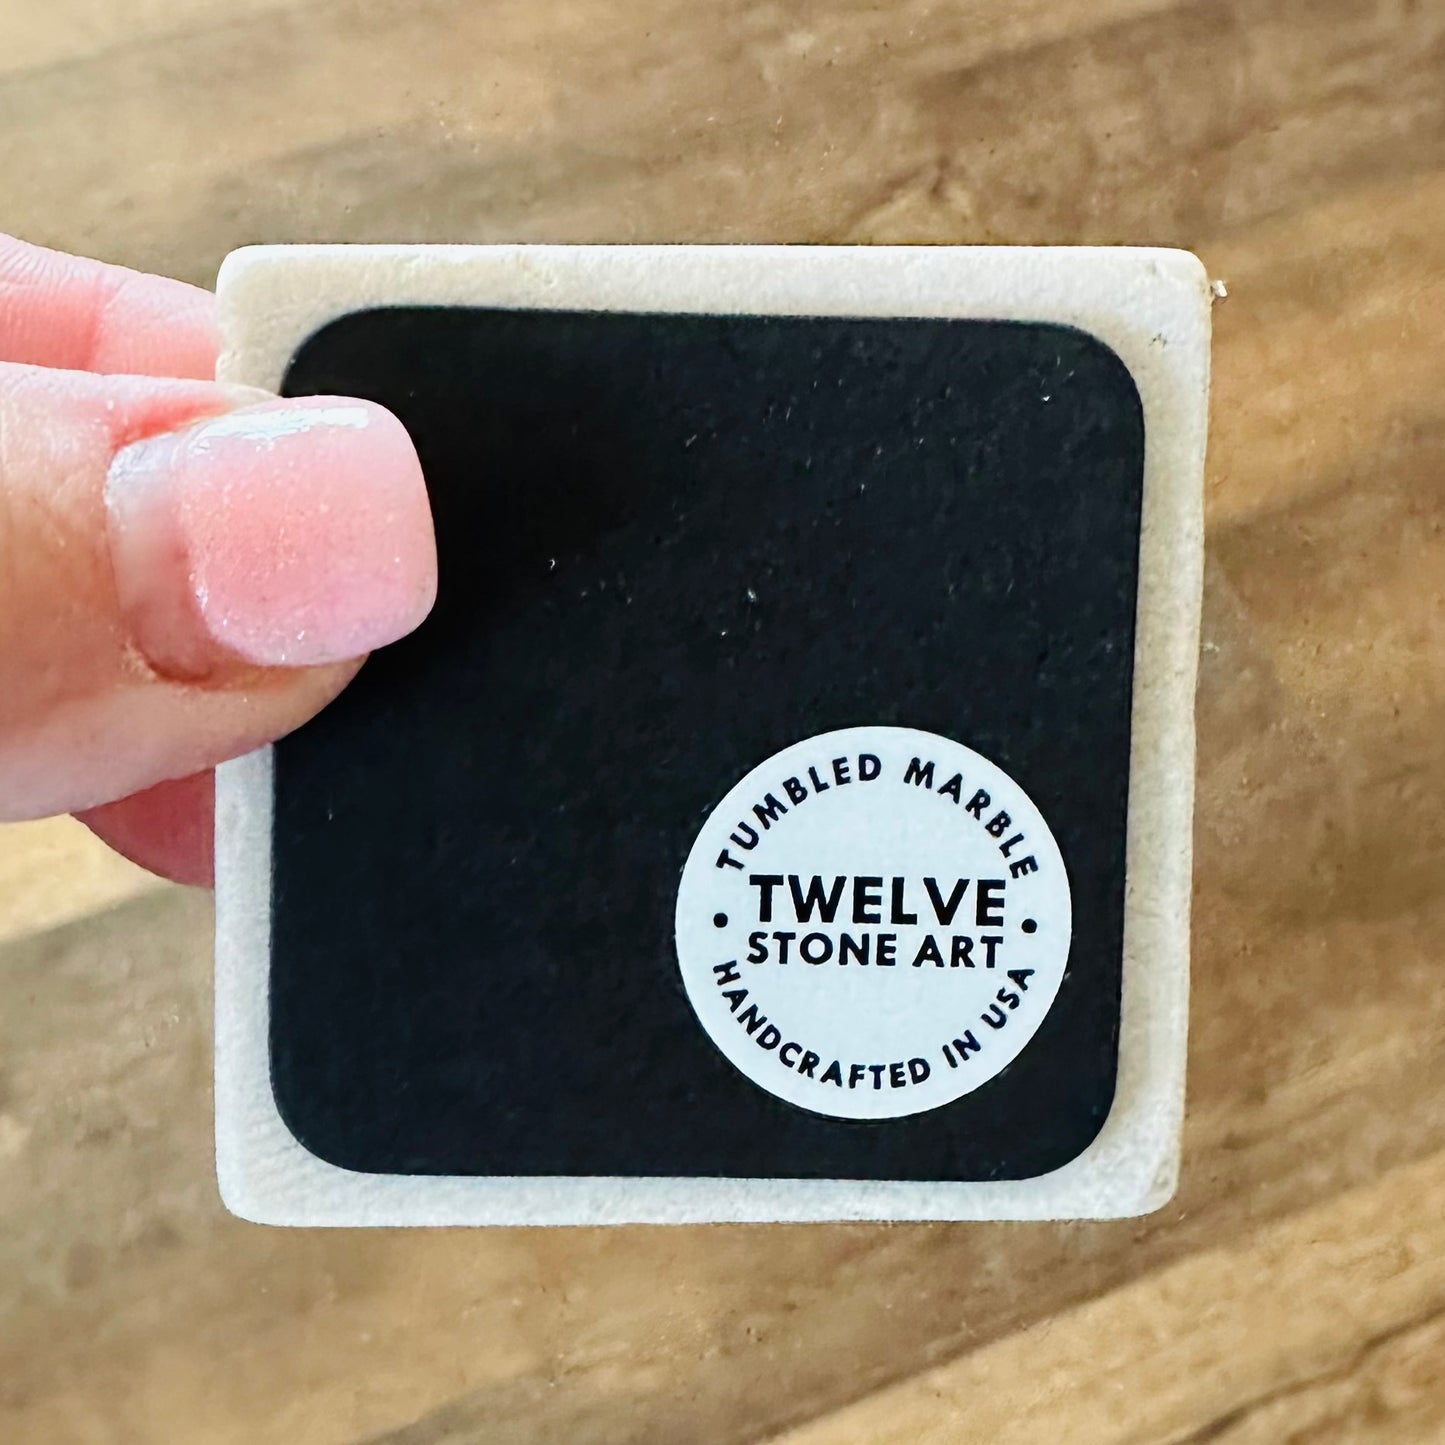 TUMBLED MARBLE
TWELVE
STONE ART
HANDCRAFTED IN USA